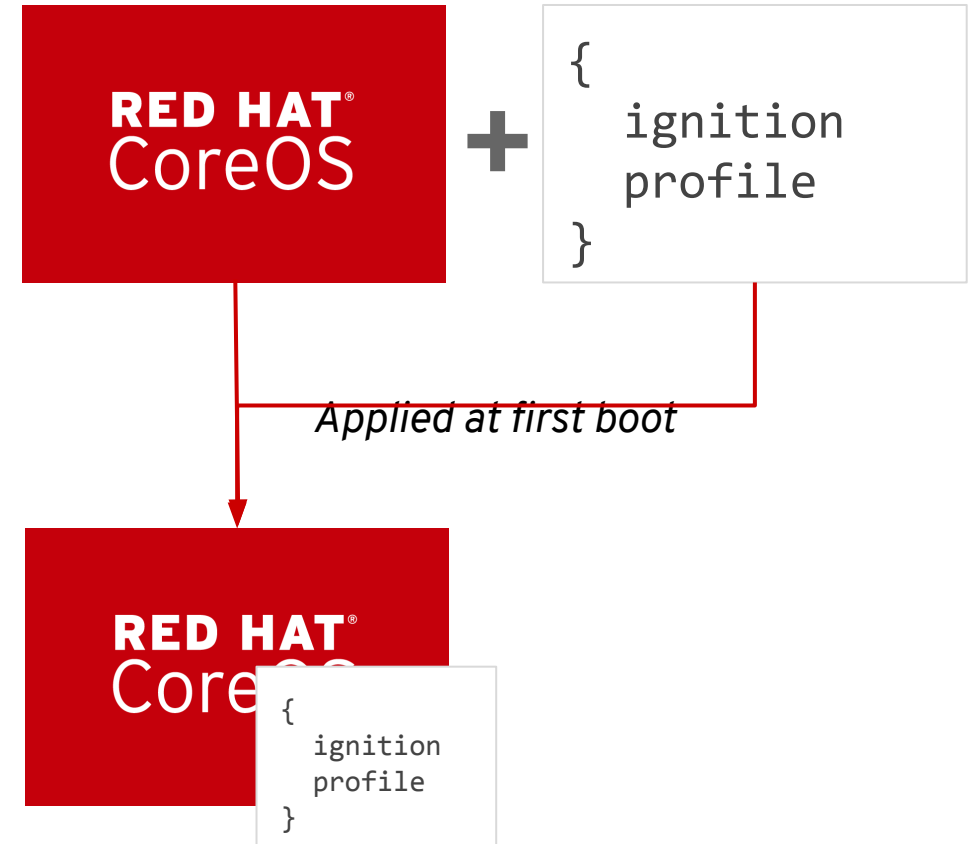 RED HAT®
CoreOS
+
{
ignition
profile
}
Applied at first boot
RED HAT®
Core
{
ignition
profile
}